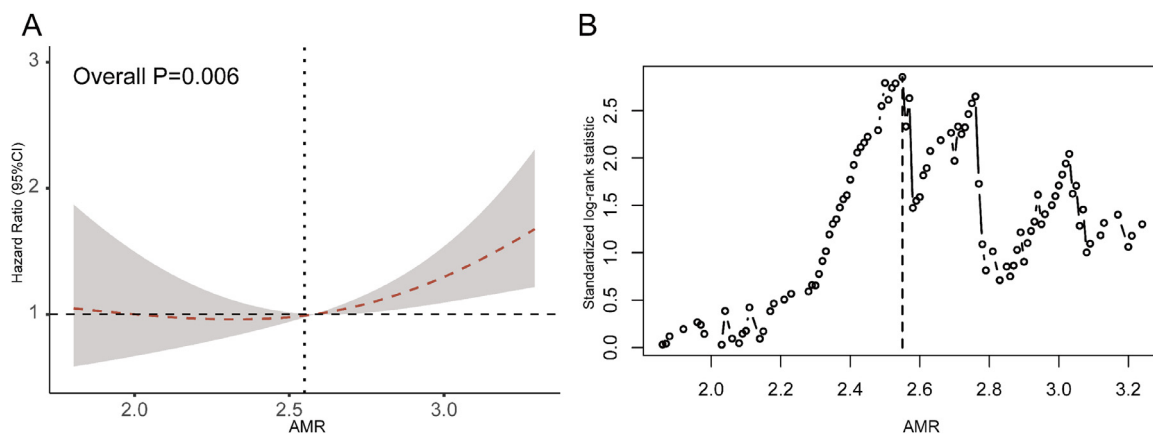 A
Overall P=0.006
Hazard Ratio (95%CI)
3
2
1
2.0
2.5
3.0
AMR
B
Standardized log-rank statistic
2.5
2.0
1.5
1.0
0.5
0.0
2.0
2.2
2.4
2.6
2.8
3.0
3.2
AMR